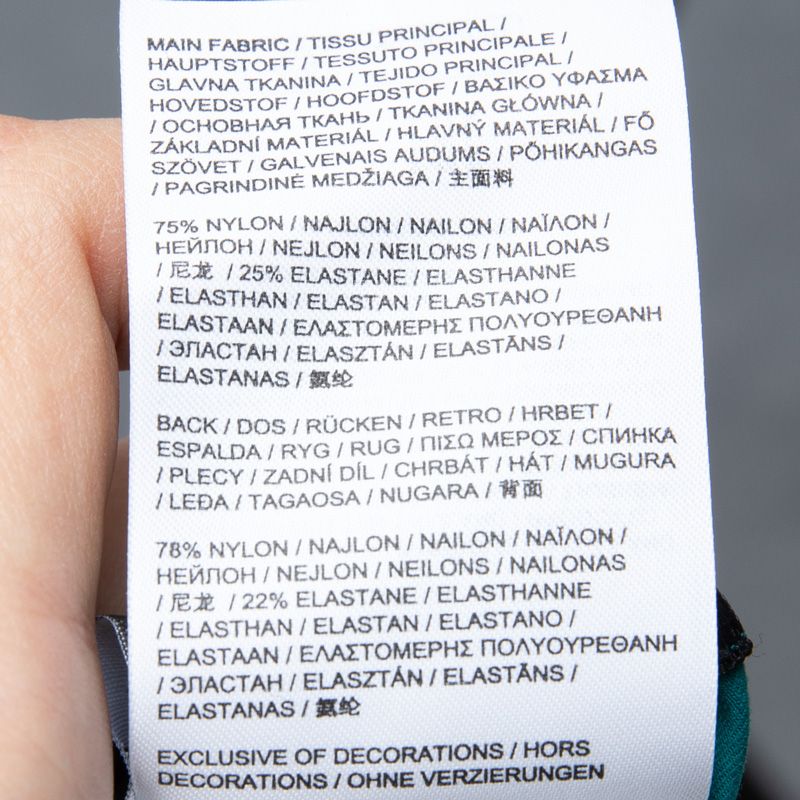 MAIN FABRIC / TISSU PRINCIPAL /
HAUPTSTOFF / TESSUTO PRINCIPALE /
GLAVNA TKANINA / TEJIDO PRINCIPAL /
HOVEDSTOF / HOOFDSTOF / ΒΑΣΙΚΟ ΥΦΑΣΜΑ
/ ОСНОВНАЯ ТКАНЬ / TKANINA GŁÓWNA /
ZÁKLADNÍ MATERIÁL / HLAVNÝ MATERIÁL / FŐ
SZÖVET / GALVENAIS AUDUMS / PÕHIKANGAS
/ PAGRINDINĖ MEDŽIAGA / 主面料
75% NYLON / NAJLON / NAILON / ΝΑΪΛΟΝ /
НЕЙЛОН / NEJLON / NEILONS / NAILONAS
/ 尼龙 / 25% ELASTANE / ELASTHANNE
/ ELASTHAN / ELASTAN / ELASTANO /
ELASTAAN / ΕΛΑΣΤΟΜΕΡΗΣ ΠΟΛΥΟΥΡΕΘΑΝΗ
/ ЭЛАСТАН / ELASZTÁN / ELASTĀNS /
ELASTANAS / 氨纶
BACK / DOS / RÜCKEN / RETRO / HRBET /
ESPALDA / RYG / RUG / ΠΙΣΩ ΜΕΡΟΣ / СПИНКА
/ PLECY / ZADNÍ DÍL / CHRBÁT / HÁT / MUGURA
/ LEĐA / TAGAOSA / NUGARA / 背面
78% NYLON / NAJLON / NAILON / ΝΑΪΛΟΝ /
НЕЙЛОН / NEJLON / NEILONS / NAILONAS
/ 尼龙 / 22% ELASTANE / ELASTHANNE
/ ELASTHAN / ELASTAN / ELASTANO /
ELASTAAN / ΕΛΑΣΤΟΜΕΡΗΣ ΠΟΛΥΟΥΡΕΘΑΝΗ
/ ЭЛАСТАН / ELASZTÁN / ELASTĀNS /
ELASTANAS / 氨纶
EXCLUSIVE OF DECORATIONS / HORS
DECORATIONS / OHNE VERZIERUNGEN